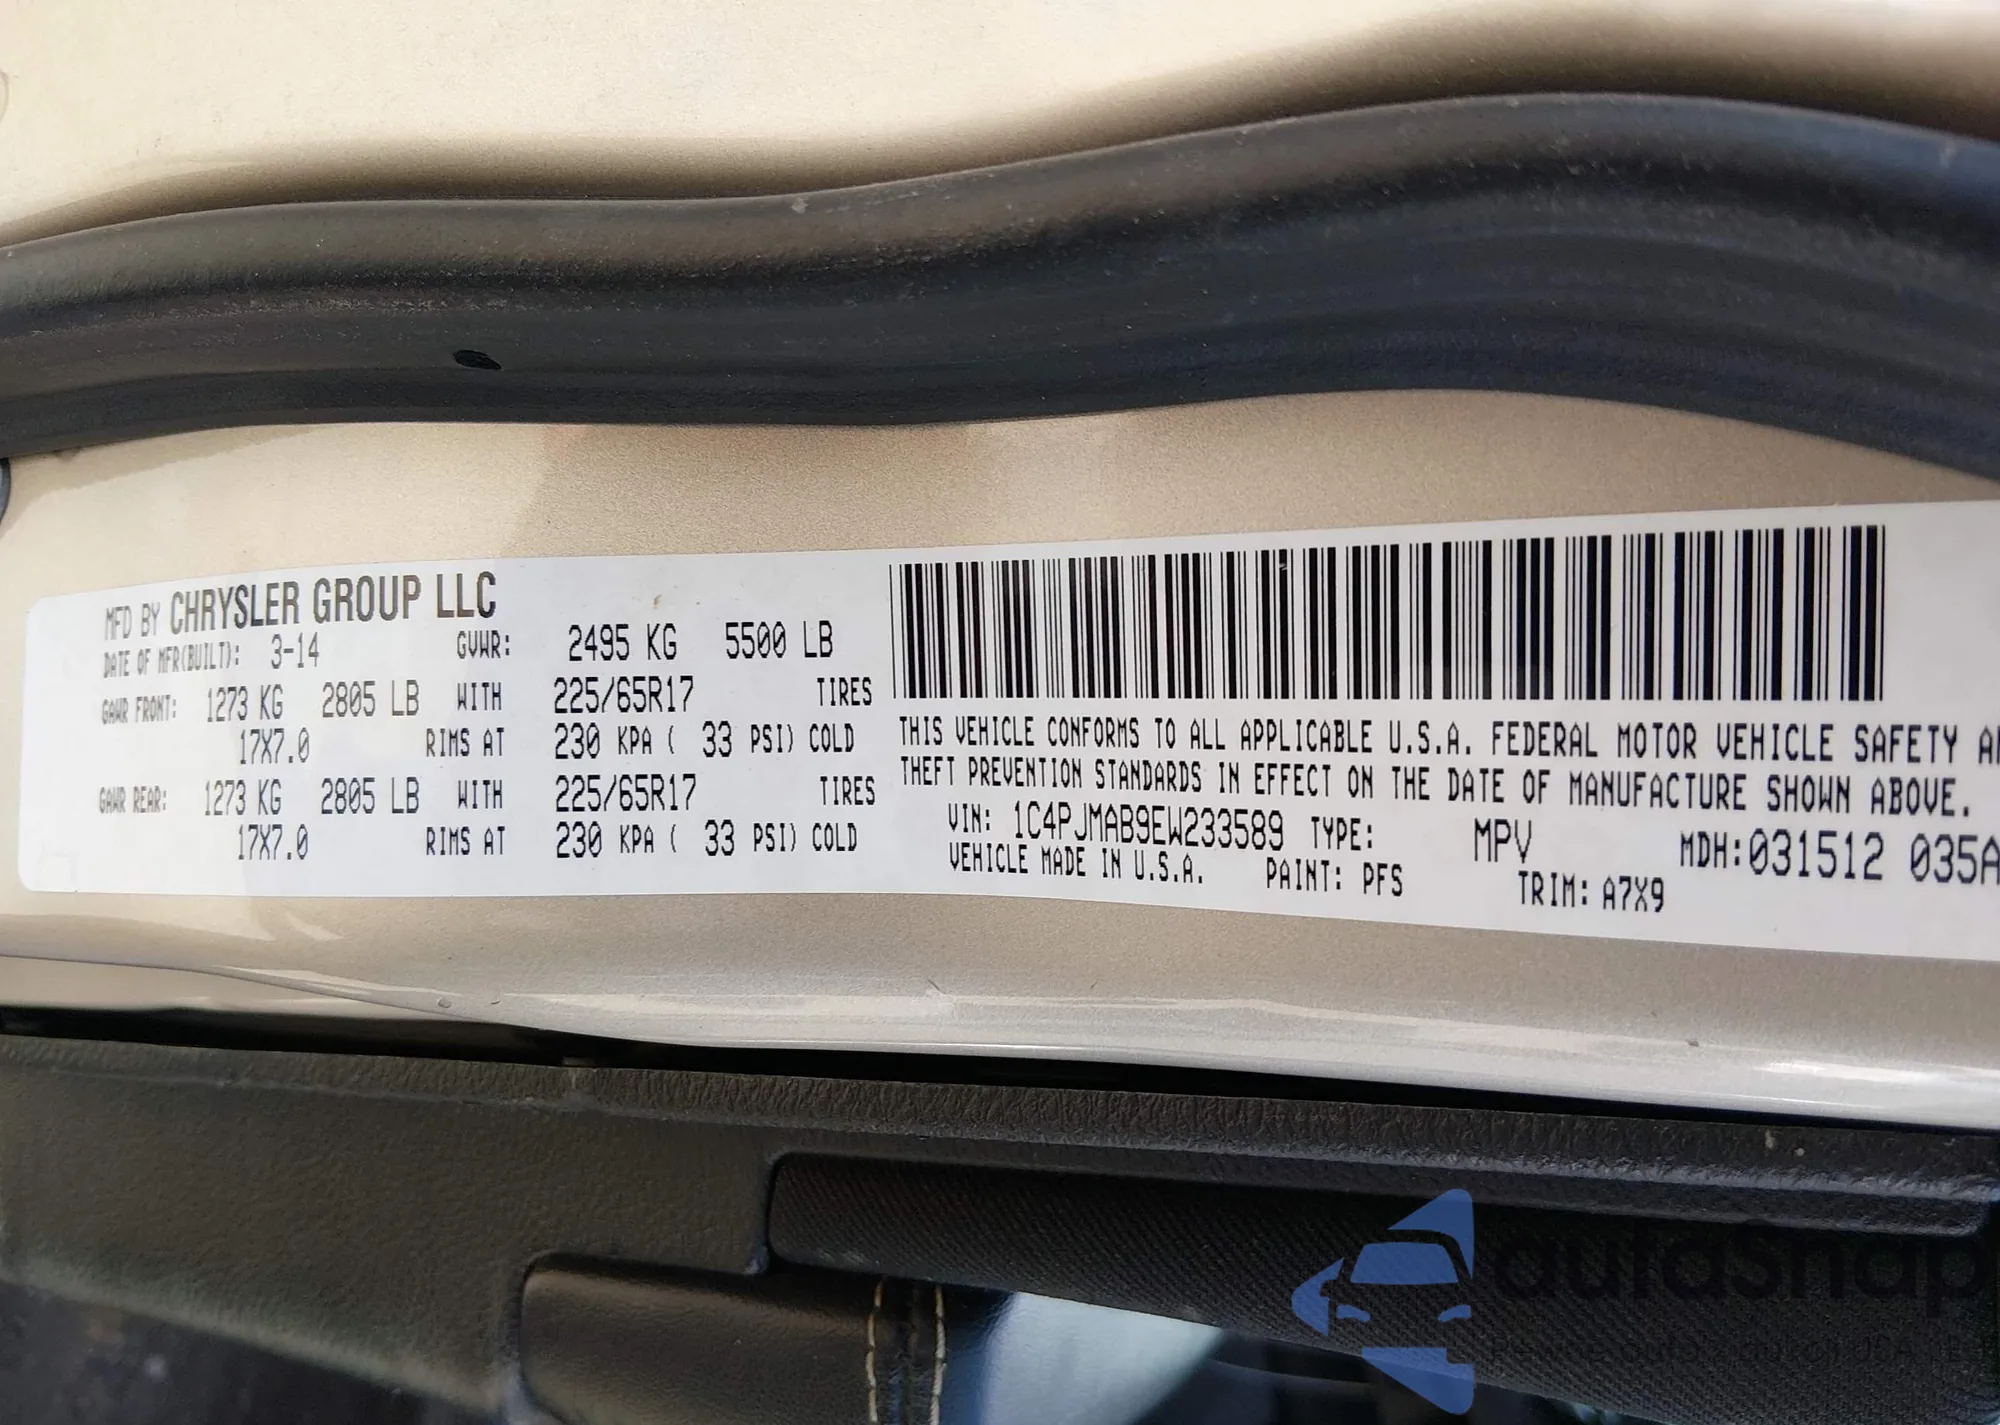 MFD BY CHRYSLER GROUP LLC
DATE OF MFR(BUILT): 3-14 GVWR: 2495 KG 5500 LB
GAWR FRONT: 1273 KG 2805 LB WITH 225/65R17 TIRES
17X7.0 RIMS AT 230 KPA ( 33 PSI) COLD
GAWR REAR: 1273 KG 2805 LB WITH 225/65R17 TIRES
17X7.0 RIMS AT 230 KPA ( 33 PSI) COLD
THIS VEHICLE CONFORMS TO ALL APPLICABLE U.S.A. FEDERAL MOTOR VEHICLE SAFETY
THEFT PREVENTION STANDARDS IN EFFECT ON THE DATE OF MANUFACTURE SHOWN ABOVE.
VIN: 1C4PJMAB9EW233589 TYPE: MPV MDH:031512 035A
VEHICLE MADE IN U.S.A. PAINT: PFS TRIM: A7X9
autosnap